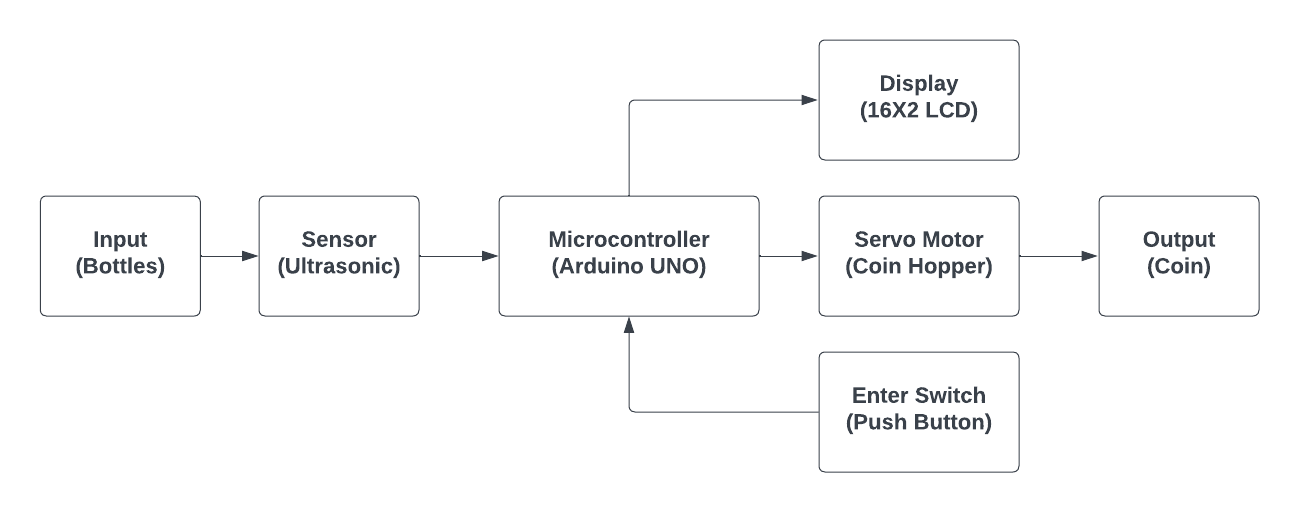 Display
(16X2 LCD)
Input
(Bottles)
Sensor
(Ultrasonic)
Microcontroller
(Arduino UNO)
Servo Motor
(Coin Hopper)
Output
(Coin)
Enter Switch
(Push Button)